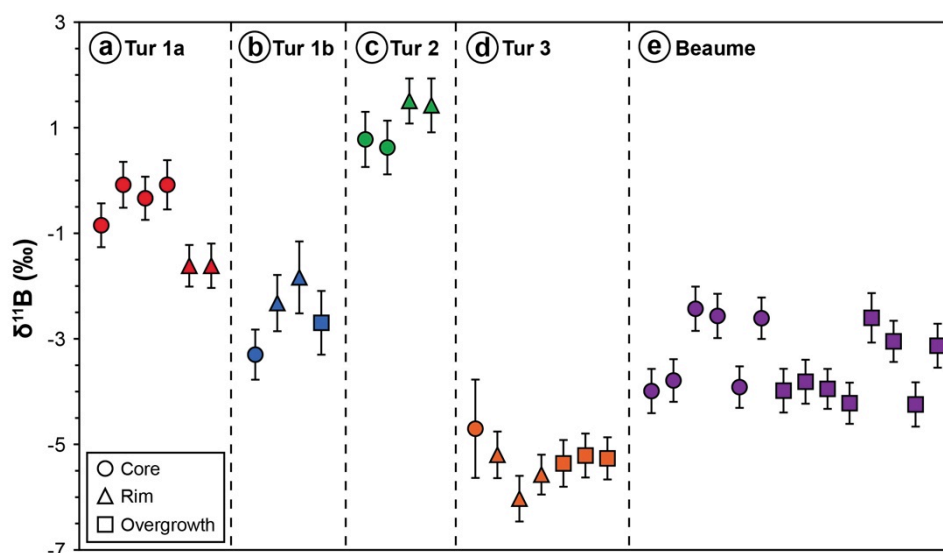 3
1
-1
-3
-5
-7
δ¹¹B (‰)
a Tur 1a
b Tur 1b
c Tur 2
d Tur 3
e Beaume
Core
Rim
Overgrowth